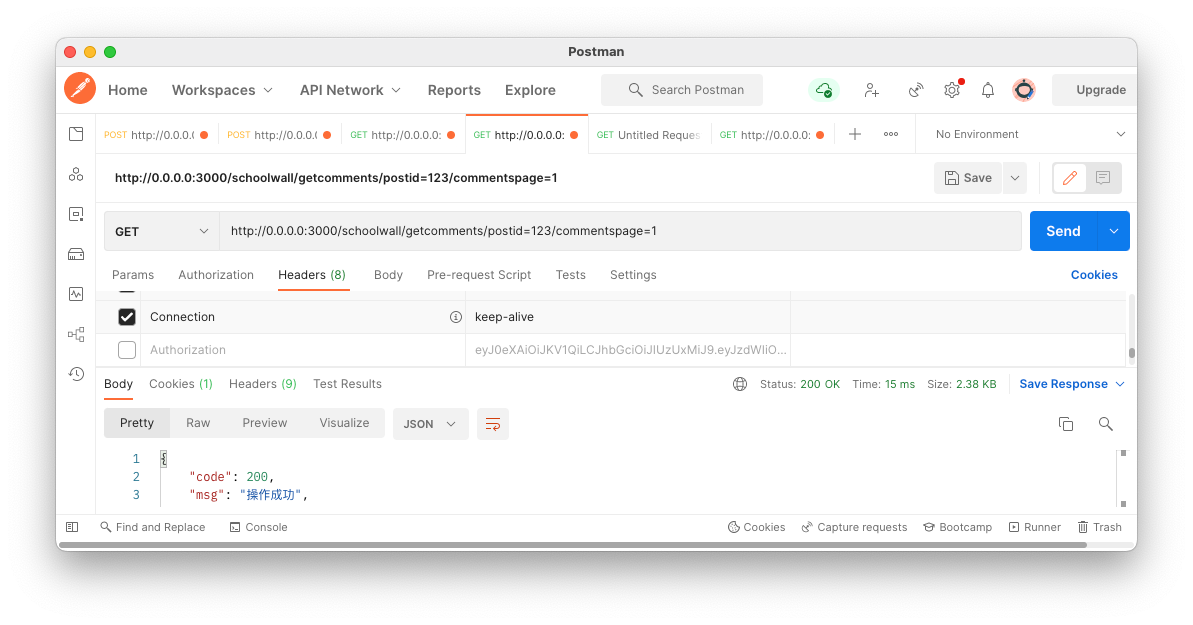 Postman
Home Workspaces API Network Reports Explore Search Postman Upgrade
POST http://0.0.0.( POST http://0.0.0.( GET http://0.0.0.0: GET http://0.0.0.0: GET Untitled Reques GET http://0.0.0.0: No Environment
http://0.0.0.0:3000/schoolwall/getcomments/postid=123/commentspage=1 Save
GET http://0.0.0.0:3000/schoolwall/getcomments/postid=123/commentspage=1 Send
Params Authorization Headers (8) Body Pre-request Script Tests Settings Cookies
Connection keep-alive
Authorization eyJ0eXAiOiJKV1QiLCJhbGciOiJIUzUxMiJ9.eyJzdWIiO...
Body Cookies (1) Headers (9) Test Results Status: 200 OK Time: 15 ms Size: 2.38 KB Save Response
Pretty Raw Preview Visualize JSON
1 {
2 "code": 200,
3 "msg": "操作成功",
Find and Replace Console Cookies Capture requests Bootcamp Runner Trash